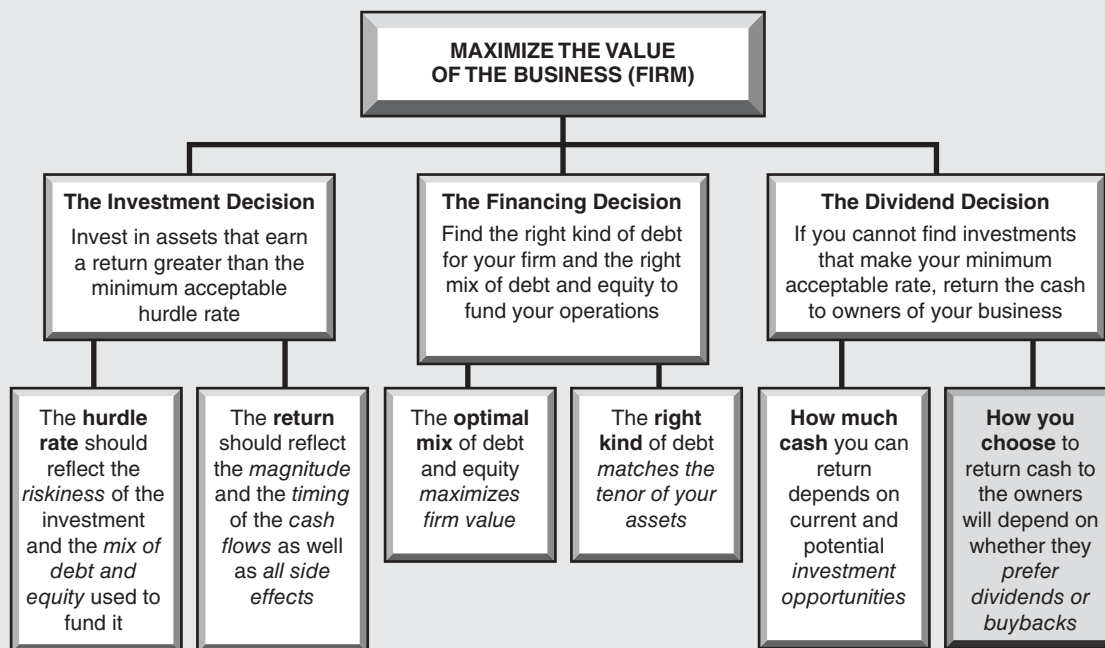 MAXIMIZE THE VALUE
OF THE BUSINESS (FIRM)
The Investment Decision
Invest in assets that earn
a return greater than the
minimum acceptable
hurdle rate
The Financing Decision
Find the right kind of debt
for your firm and the right
mix of debt and equity to
fund your operations
The Dividend Decision
If you cannot find investments
that make your minimum
acceptable rate, return the cash
to owners of your business
The hurdle
rate should
reflect the
riskiness of the
investment
and the mix of
debt and
equity used to
fund it
The return
should reflect
the magnitude
and the timing
of the cash
flows as well
as all side
effects
The optimal
mix of debt
and equity
maximizes
firm value
The right
kind of debt
matches the
tenor of your
assets
How much
cash you can
return
depends on
current and
potential
investment
opportunities
How you
choose to
return cash to
the owners
will depend on
whether they
prefer
dividends or
buybacks